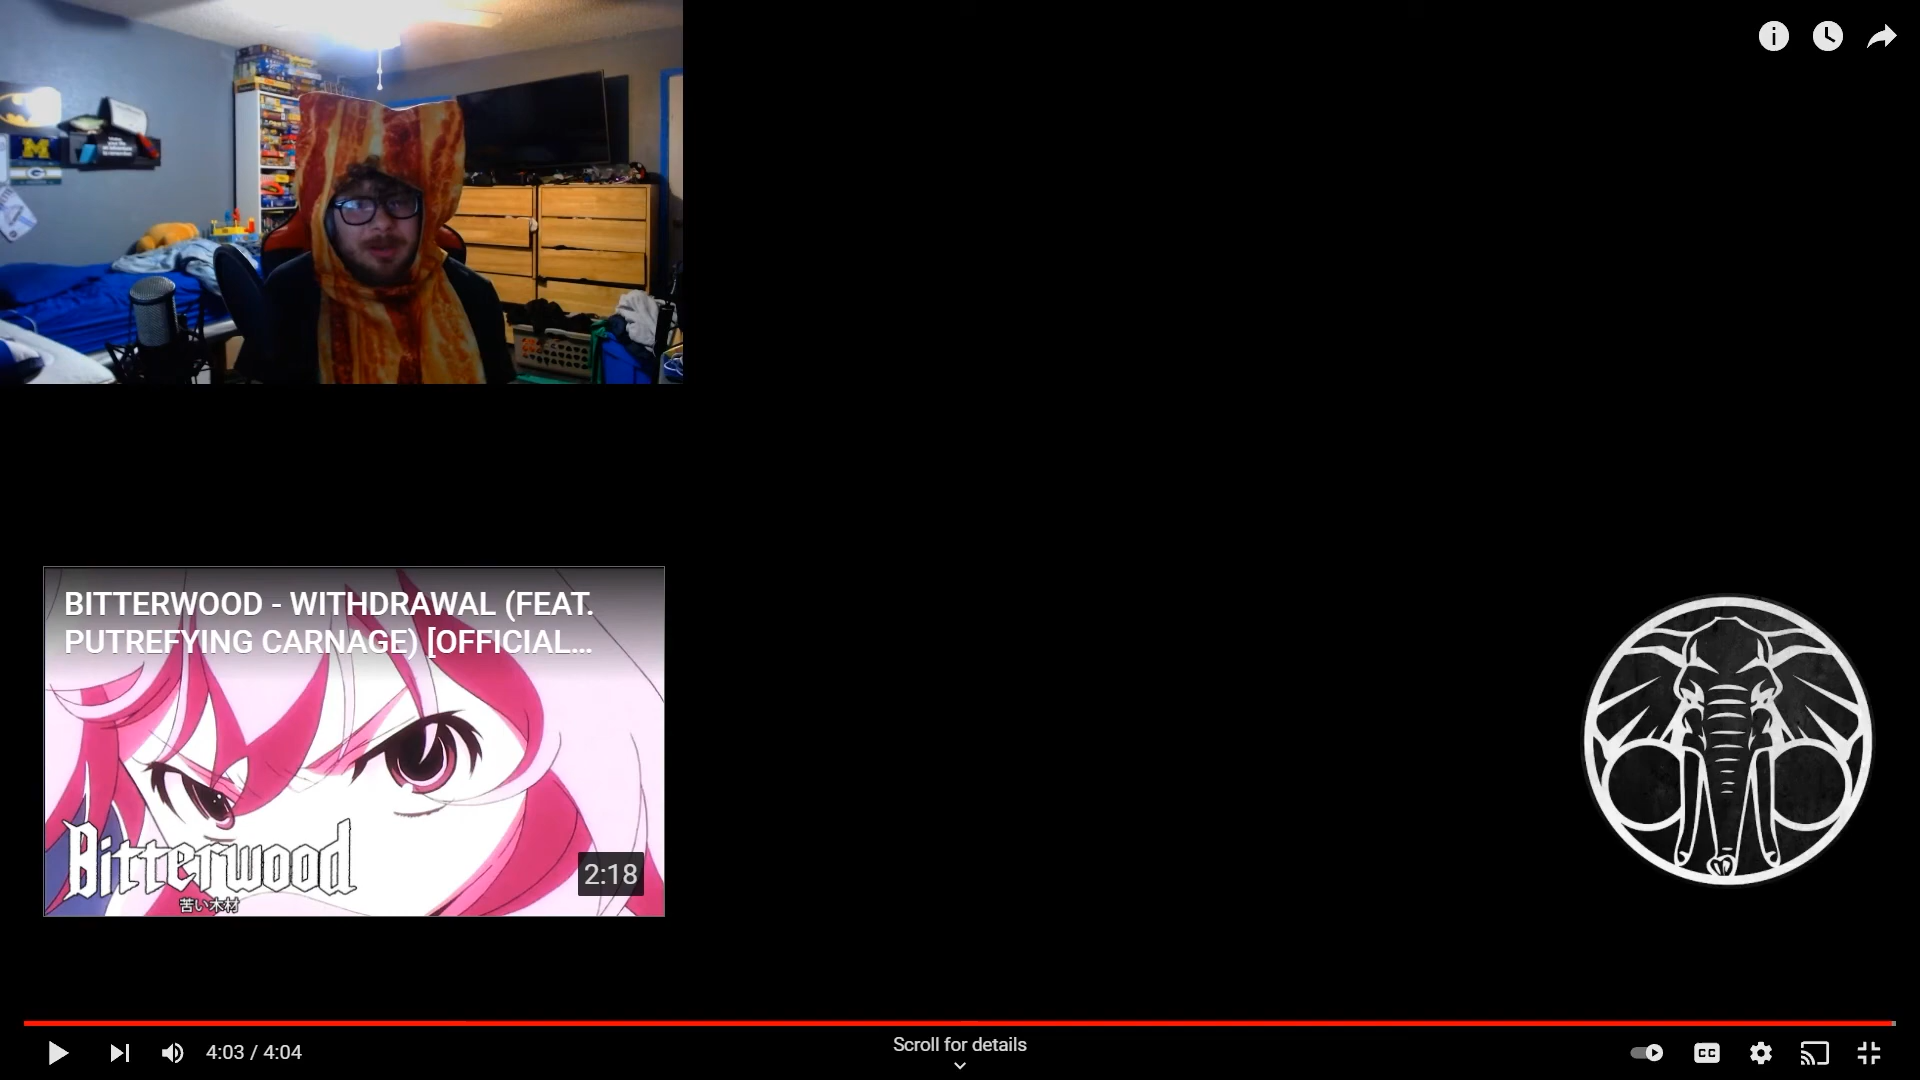 M
G
BITTERWOOD - WITHDRAWAL (FEAT.
PUTREFYING CARNAGE) [OFFICIAL...
Bitterwood
苦い木材
2:18
4:03 / 4:04
Scroll for details
CC